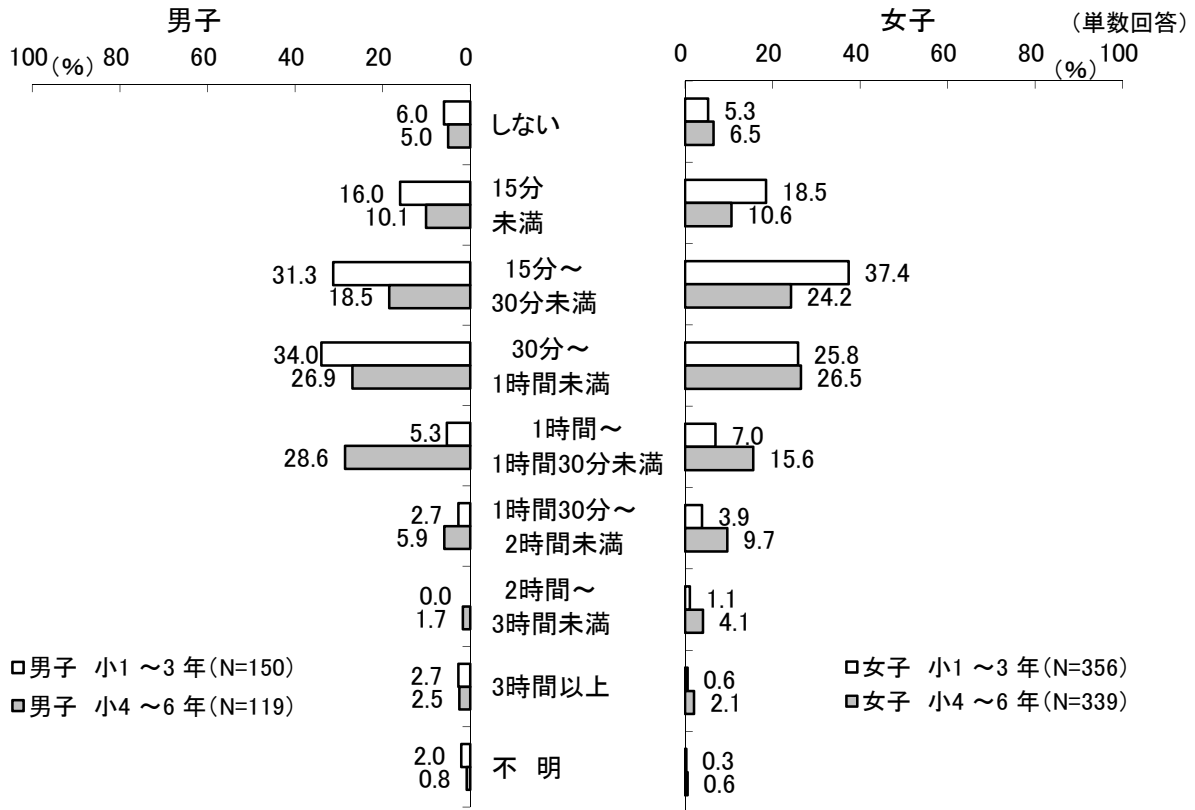 男子 女子 (単数回答)
100(%) 80 60 40 20 0 0 20 40 60 80(%) 100
6.0 しない 5.3
5.0 6.5
16.0 15分 18.5
10.1 未満 10.6
31.3 15分～ 37.4
18.5 30分未満 24.2
34.0 30分～ 25.8
26.9 1時間未満 26.5
5.3 1時間～ 7.0
28.6 1時間30分未満 15.6
2.7 1時間30分～ 3.9
5.9 2時間未満 9.7
0.0 2時間～ 1.1
1.7 3時間未満 4.1
男子 小1 ～3 年(N=150) 2.7 3時間以上 0.6 女子 小1 ～3 年(N=356)
男子 小4 ～6 年(N=119) 2.5 2.1 女子 小4 ～6 年(N=339)
2.0 不 明 0.3
0.8 0.6